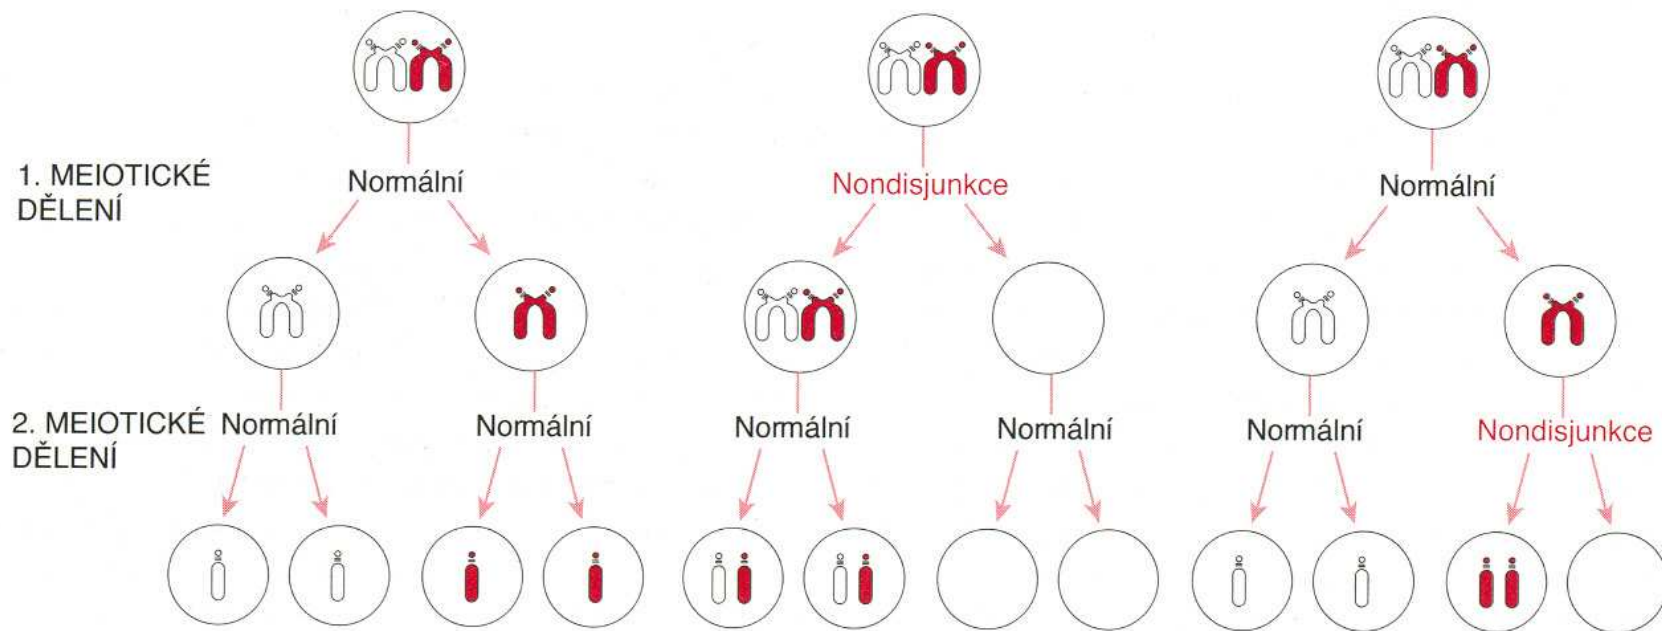 1. MEIOTICKÉ
DĚLENÍ
Normální
Nondisjunkce
Normální
2. MEIOTICKÉ
DĚLENÍ
Normální
Normální
Normální
Normální
Normální
Nondisjunkce